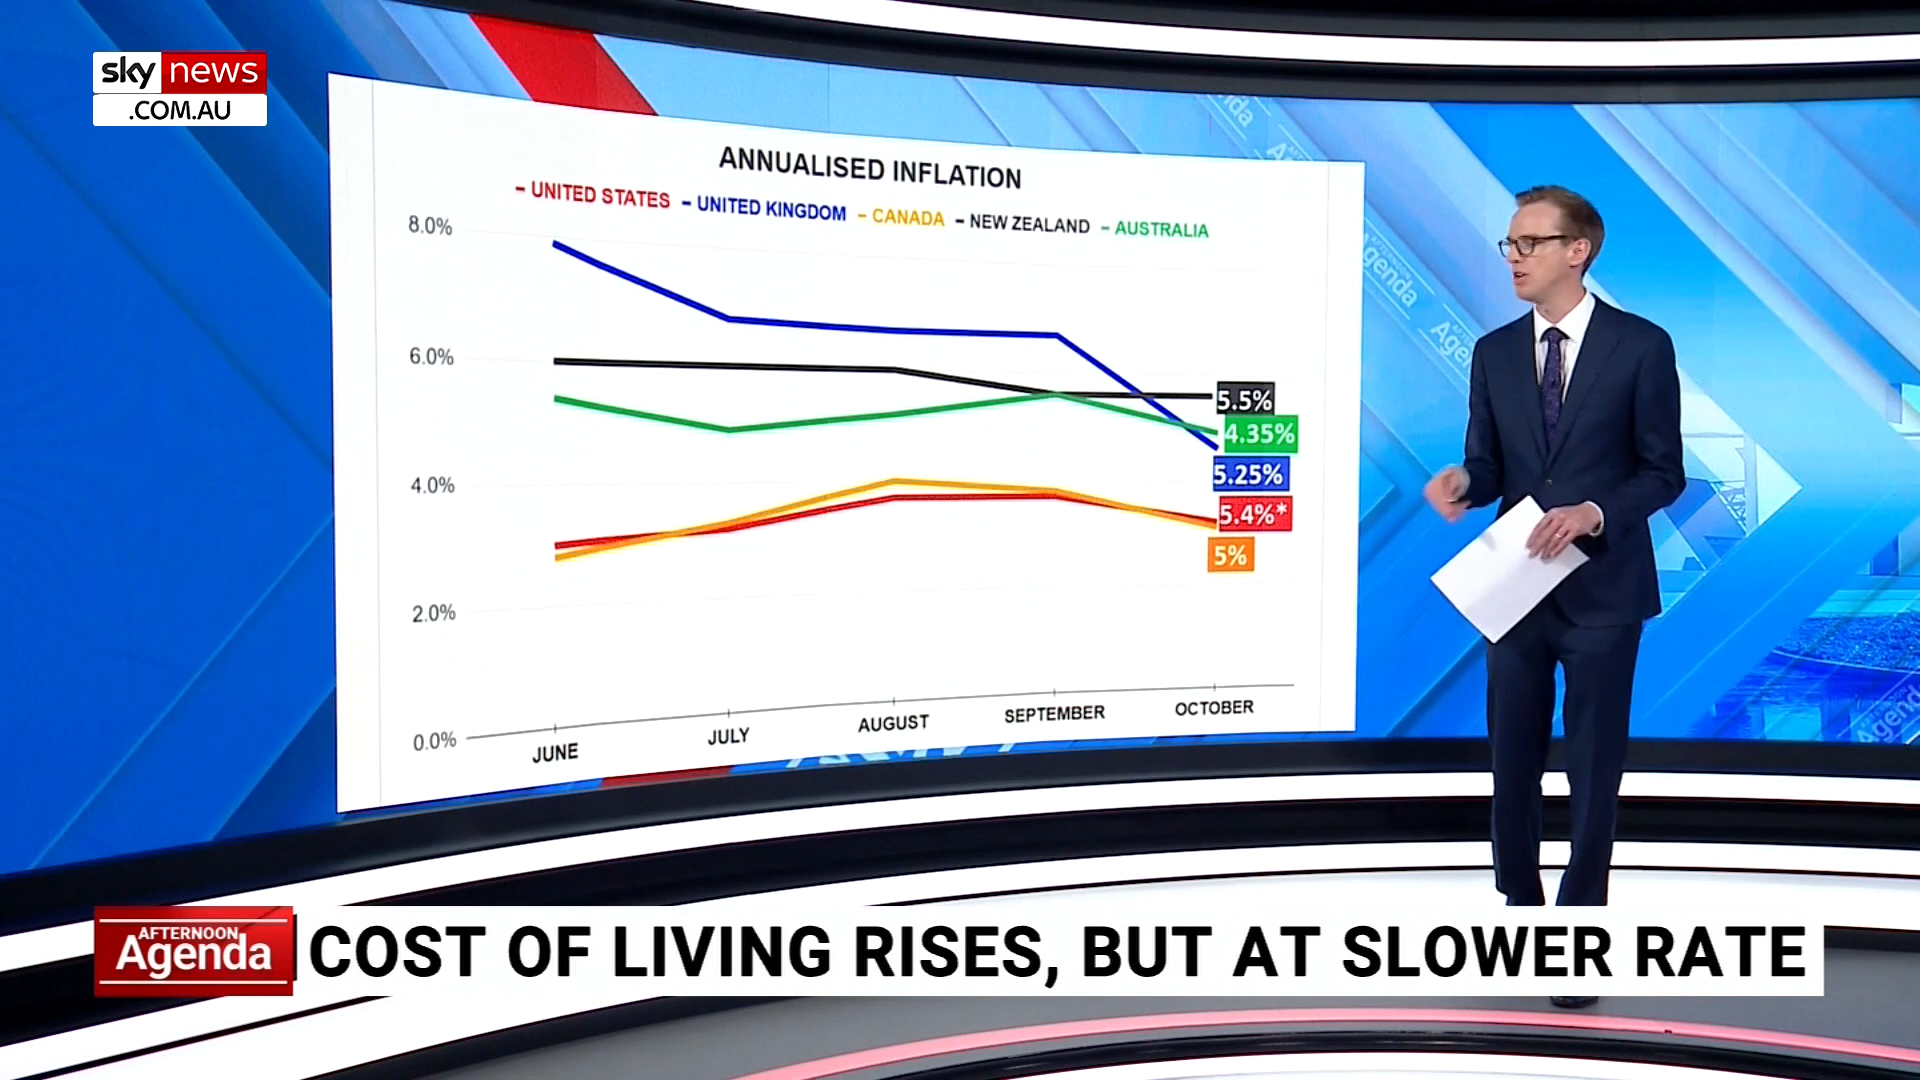 sky news
.COM.AU
ANNUALISED INFLATION
– UNITED STATES – UNITED KINGDOM – CANADA – NEW ZEALAND – AUSTRALIA
8.0%
6.0%
4.0%
2.0%
0.0%
5.5%
4.35%
5.25%
5.4%*
5%
JUNE JULY AUGUST SEPTEMBER OCTOBER
AFTERNOON
Agenda
COST OF LIVING RISES, BUT AT SLOWER RATE
AFTERNOON
Agenda